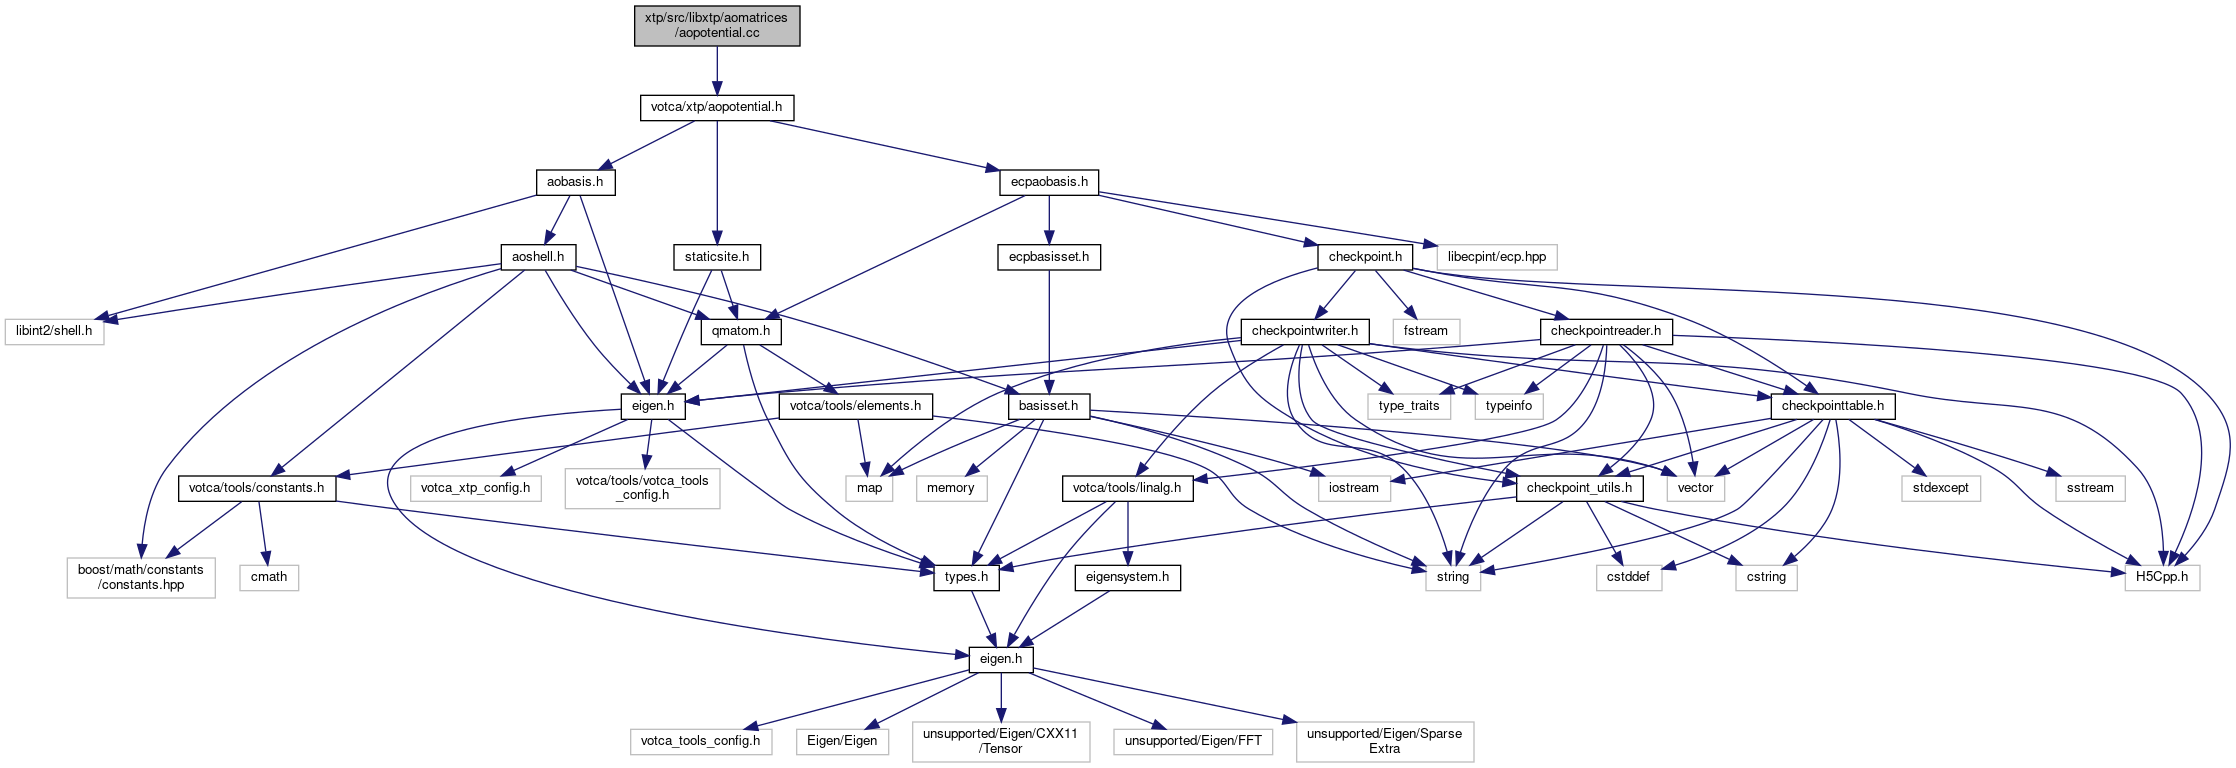 xtp/src/libxtp/aomatrices
/aopotential.cc
votca/xtp/aopotential.h
aobasis.h
ecpaobasis.h
aoshell.h
staticsite.h
ecpbasisset.h
checkpoint.h
libecpint/ecp.hpp
libint2/shell.h
qmatom.h
checkpointwriter.h
fstream
checkpointreader.h
eigen.h
votca/tools/elements.h
basisset.h
type_traits
typeinfo
checkpointtable.h
votca/tools/constants.h
votca_xtp_config.h
votca/tools/votca_tools
_config.h
map
memory
votca/tools/linalg.h
iostream
checkpoint_utils.h
vector
stdexcept
sstream
boost/math/constants
/constants.hpp
cmath
types.h
eigensystem.h
string
cstddef
cstring
H5Cpp.h
eigen.h
votca_tools_config.h
Eigen/Eigen
unsupported/Eigen/CXX11
/Tensor
unsupported/Eigen/FFT
unsupported/Eigen/Sparse
Extra